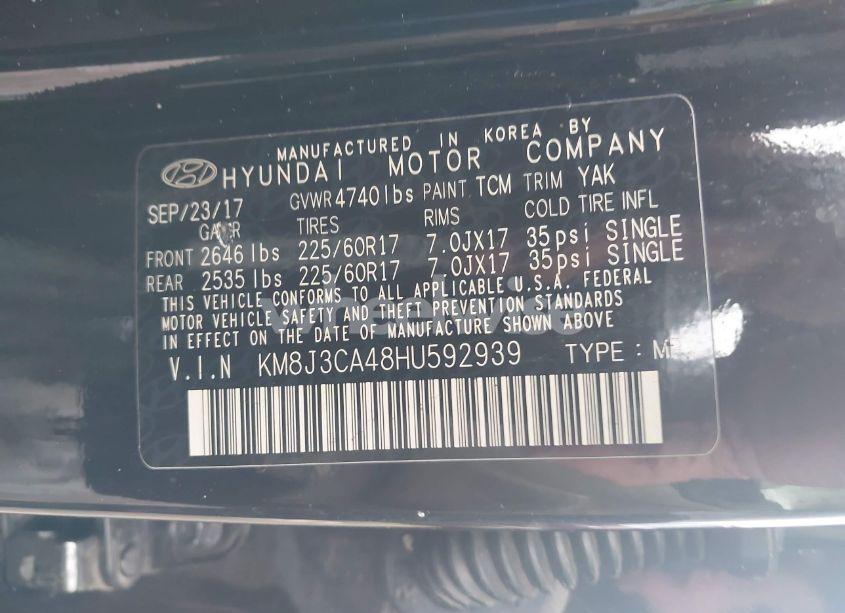 MANUFACTURED IN KOREA BY
HYUNDAI MOTOR COMPANY
SEP/23/17 GVWR 4740 lbs PAINT TCM TRIM YAK
TIRES RIMS COLD TIRE INFL
FRONT 2646 lbs 225/60R17 7.0JX17 35psi SINGLE
REAR 2535 lbs 225/60R17 7.0JX17 35psi SINGLE
THIS VEHICLE CONFORMS TO ALL APPLICABLE U.S.A. FEDERAL
MOTOR VEHICLE SAFETY AND THEFT PREVENTION STANDARDS
IN EFFECT ON THE DATE OF MANUFACTURE SHOWN ABOVE
V.I.N KM8J3CA48HU592939 TYPE :